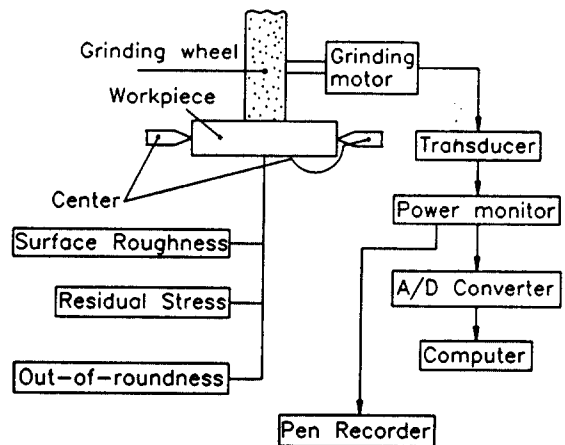 Grinding wheel
Grinding
motor
Workpiece
Transducer
Center
Power monitor
Surface Roughness
A/D Converter
Residual Stress
Computer
Out-of-roundness
Pen Recorder